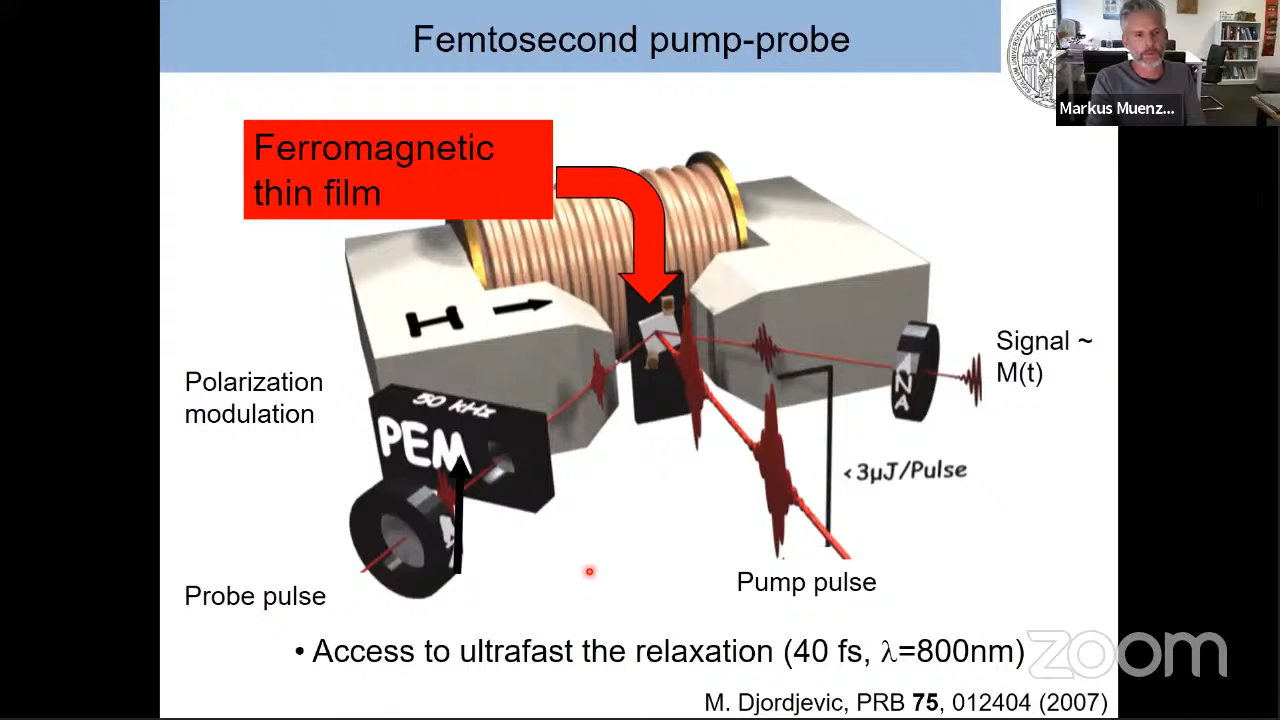 Femtosecond pump-probe
Markus Muenz...
Ferromagnetic
thin film
H
Signal ~
M(t)
Polarization
modulation
50 kHz
PEM
NA
<3µJ/Pulse
Probe pulse
Pump pulse
• Access to ultrafast the relaxation (40 fs, λ=800nm)
zoom
M. Djordjevic, PRB 75, 012404 (2007)